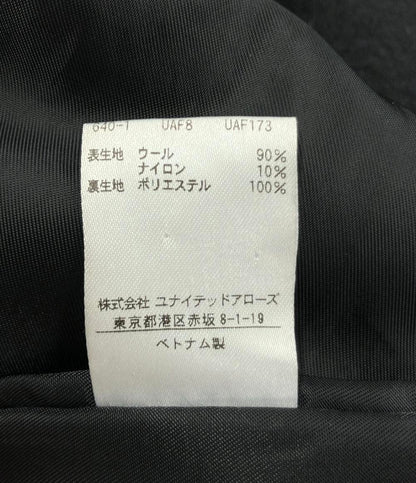 640-1 UAF8 UAF173
表生地 ウール 90%
ナイロン 10%
裏生地 ポリエステル 100%
株式会社 ユナイテッドアローズ
東京都港区赤坂 8-1-19
ベトナム製